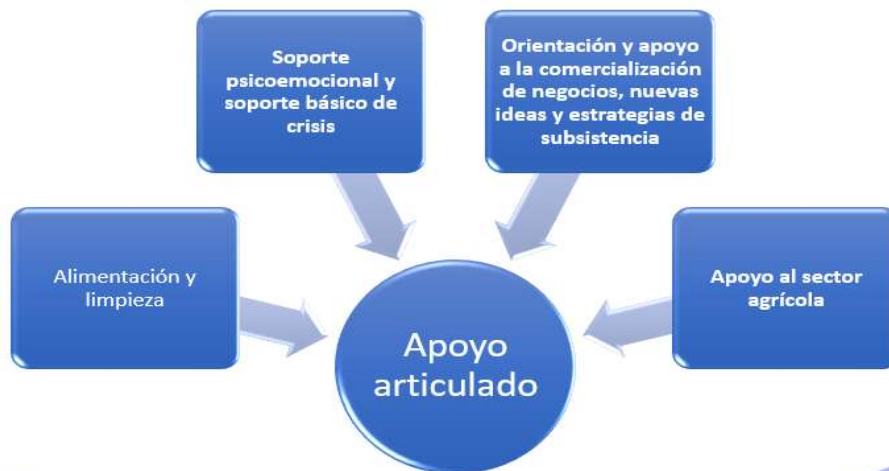 Soporte
psicoemocional y
soporte básico de
crisis
Orientación y apoyo
a la comercialización
de negocios, nuevas
ideas y estrategias de
subsistencia
Alimentación y
limpieza
Apoyo al sector
agrícola
Apoyo
articulado